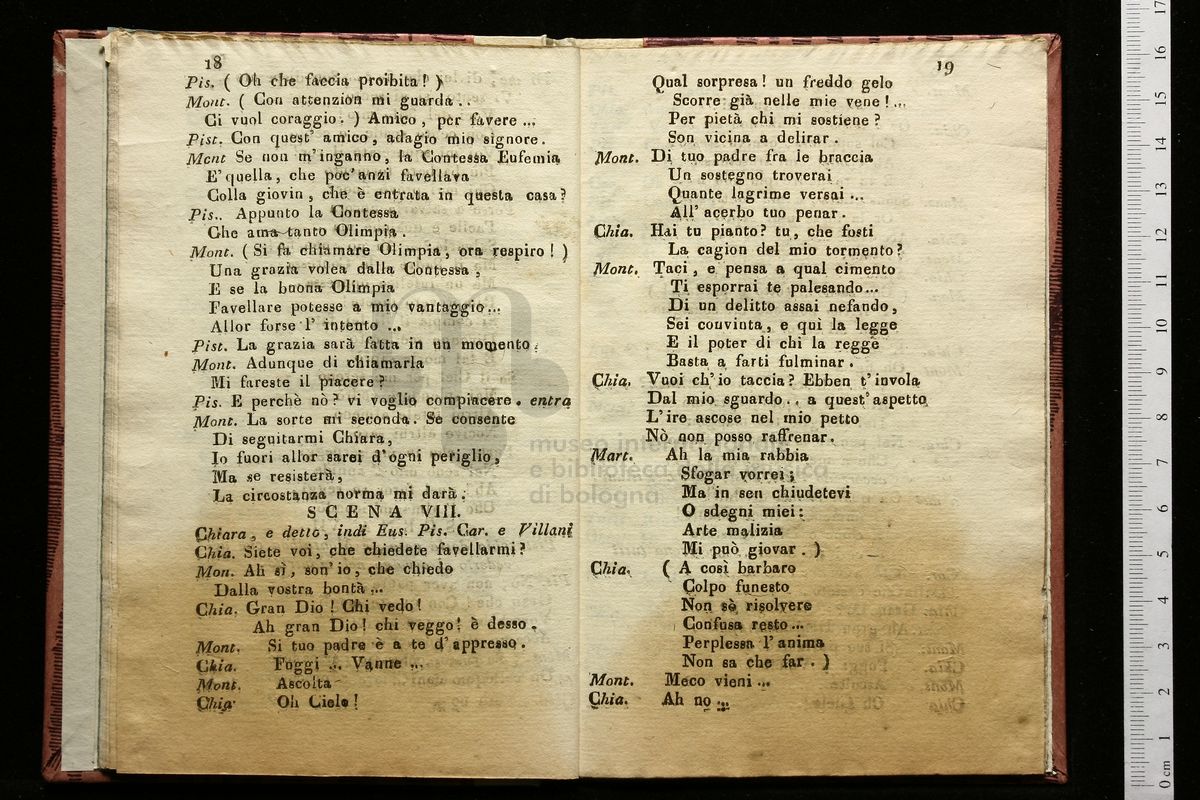 18
Pis. ( Oh che faccia proibita! )
Mont. ( Con attenzion mi guarda . .
Ci vuol coraggio. ) Amico, per favere ...
Pist. Con quest' amico, adagio mio signore.
Mont Se non m'inganno, la Contessa Eufemia
E' quella, che poc'anzi favellava
Colla giovin, che è entrata in questa casa?
Pis.. Appunto la Contessa
Che ama tanto Olimpia.
Mont. ( Si fa chiamare Olimpia, ora respiro! )
Una grazia volea dalla Contessa,
E se la buona Olimpia
Favellare potesse a mio vantaggio...
Allor forse l' intento ...
Pist. La grazia sarà fatta in un momento.
Mont. Adunque di chiamarla
Mi fareste il piacere?
Pis. E perchè nò? vi voglio compiacere. entra
Mont. La sorte mi seconda. Se consente
Di seguitarmi Chiara,
Io fuori allor sarei d'ogni periglio,
Ma se resisterà,
La circostanza norma mi darà.
SCENA VIII.
Chiara, e detto, indi Eus. Pis. Car. e Villani
Chia. Siete voi, che chiedete favellarmi?
Mon. Ah sì, son' io, che chiedo
Dalla vostra bontà ...
Chia. Gran Dio! Chi vedo!
Ah gran Dio! chi veggo! è desso.
Mont. Si tuo padre è a te d'appresso.
Chia. Foggi ... Vanne ...
Mont. Ascolta
Chia Oh Cielo!
19
Qual sorpresa! un freddo gelo
Scorre già nelle mie vene! ...
Per pietà chi mi sostiene?
Son vicina a delirar.
Mont. Di tuo padre fra le braccia
Un sostegno troverai
Quante lagrime versai ...
All' acerbo tuo penar.
Chia. Hai tu pianto? tu, che fosti
La cagion del mio tormento?
Mont. Taci, e pensa a qual cimento
Ti esporrai te palesando...
Di un delitto assai nefando,
Sei convinta, e quì la legge
E il poter di chi la regge
Basta a farti fulminar.
Chia. Vuoi ch'io taccia? Ebben t'invola
Dal mio sguardo . . a quest'aspetto
L'ire ascose nel mio petto
Nò non posso raffrenar.
Mart. Ah la mia rabbia
Sfogar vorrei;
Ma in sen chiudetevi
O sdegni miei:
Arte malizia
Mi può giovar. )
Chia. ( A così barbaro
Colpo funesto
Non sò risolvere
Confusa resto ...
Perplessa l'anima
Non sa che far. )
Mont. Meco vieni ...
Chia. Ah no ...
museo internazionale
e biblioteca della musica
di bologna